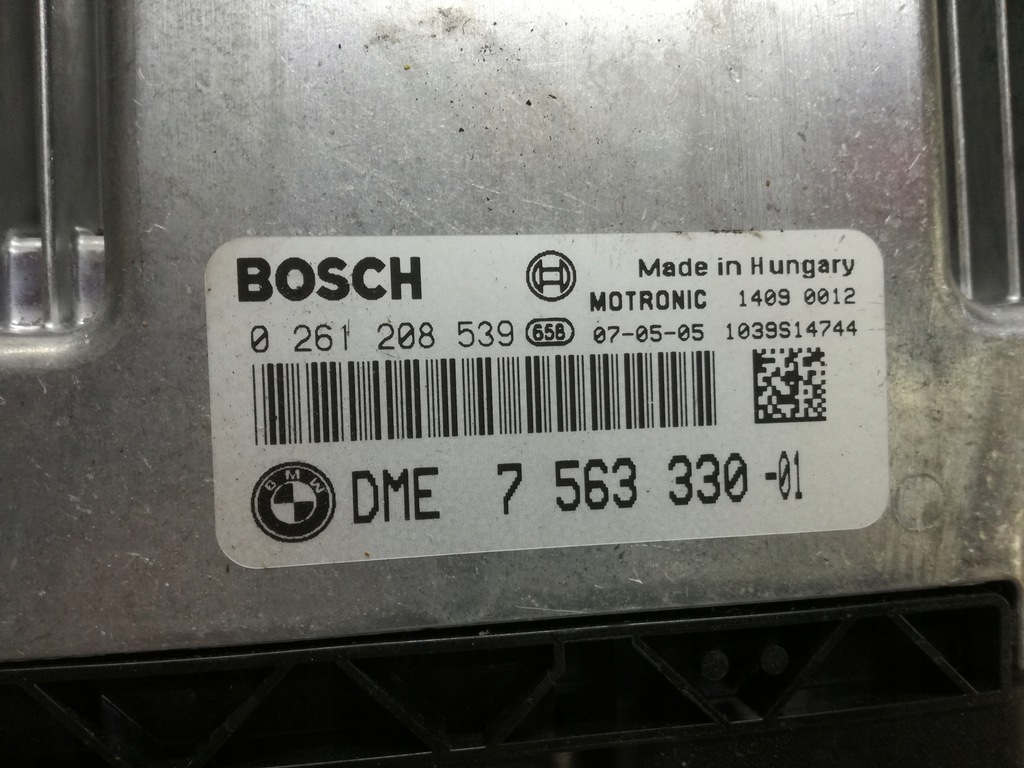 BOSCH
Made in Hungary
MOTRONIC 1409 0012
0 261 208 539 658 07-05-05 1039S14744
BMW DME 7 563 330-01